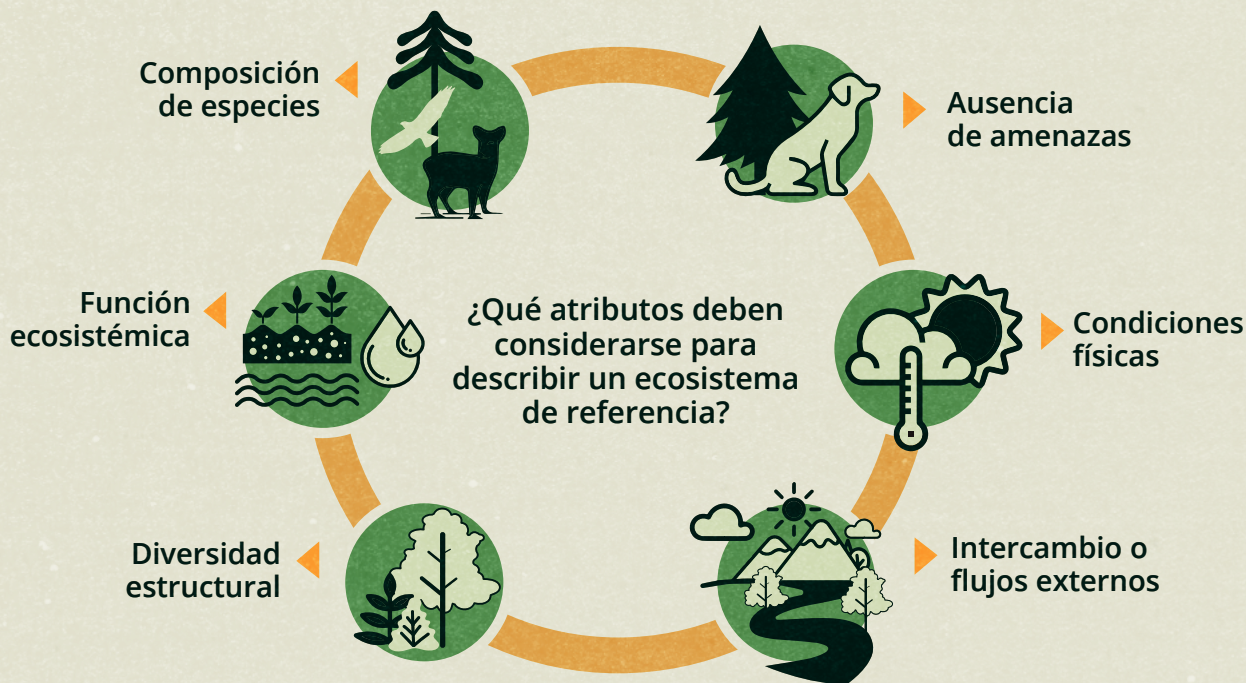 Composición
de especies
Ausencia
de amenazas
Función
ecosistémica
¿Qué atributos deben
considerarse para
describir un ecosistema
de referencia?
Condiciones
físicas
Diversidad
estructural
Intercambio o
flujos externos